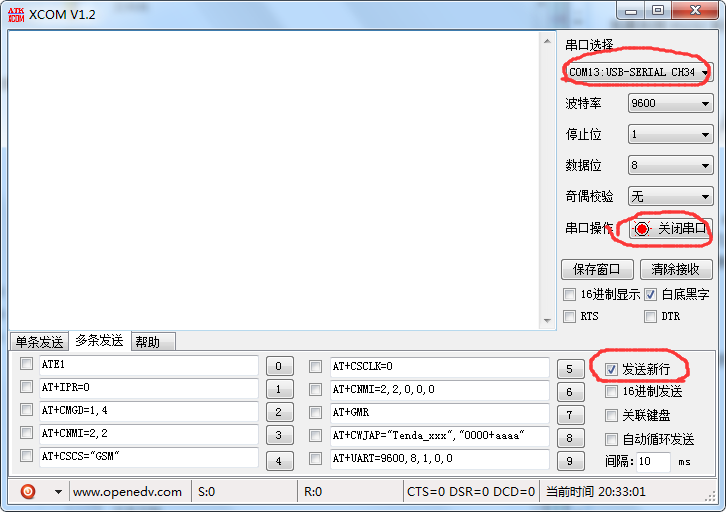 ATK XCOM XCOM V1.2
串口选择
COM13:USB-SERIAL CH34
波特率 9600
停止位 1
数据位 8
奇偶校验 无
串口操作 关闭串口
保存窗口 清除接收
16进制显示 白底黑字
RTS DTR
单条发送 多条发送 帮助
ATE1 0 AT+CSCLK=0 5 发送新行
AT+IPR=0 1 AT+CNMI=2,2,0,0,0 6 16进制发送
AT+CMGD=1,4 2 AT+GMR 7 关联键盘
AT+CNMI=2,2 3 AT+CWJAP="Tenda_xxx","0000+aaaa" 8 自动循环发送
AT+CSCS="GSM" 4 AT+UART=9600,8,1,0,0 9 间隔: 10 ms
www.openedv.com S:0 R:0 CTS=0 DSR=0 DCD=0 当前时间 20:33:01